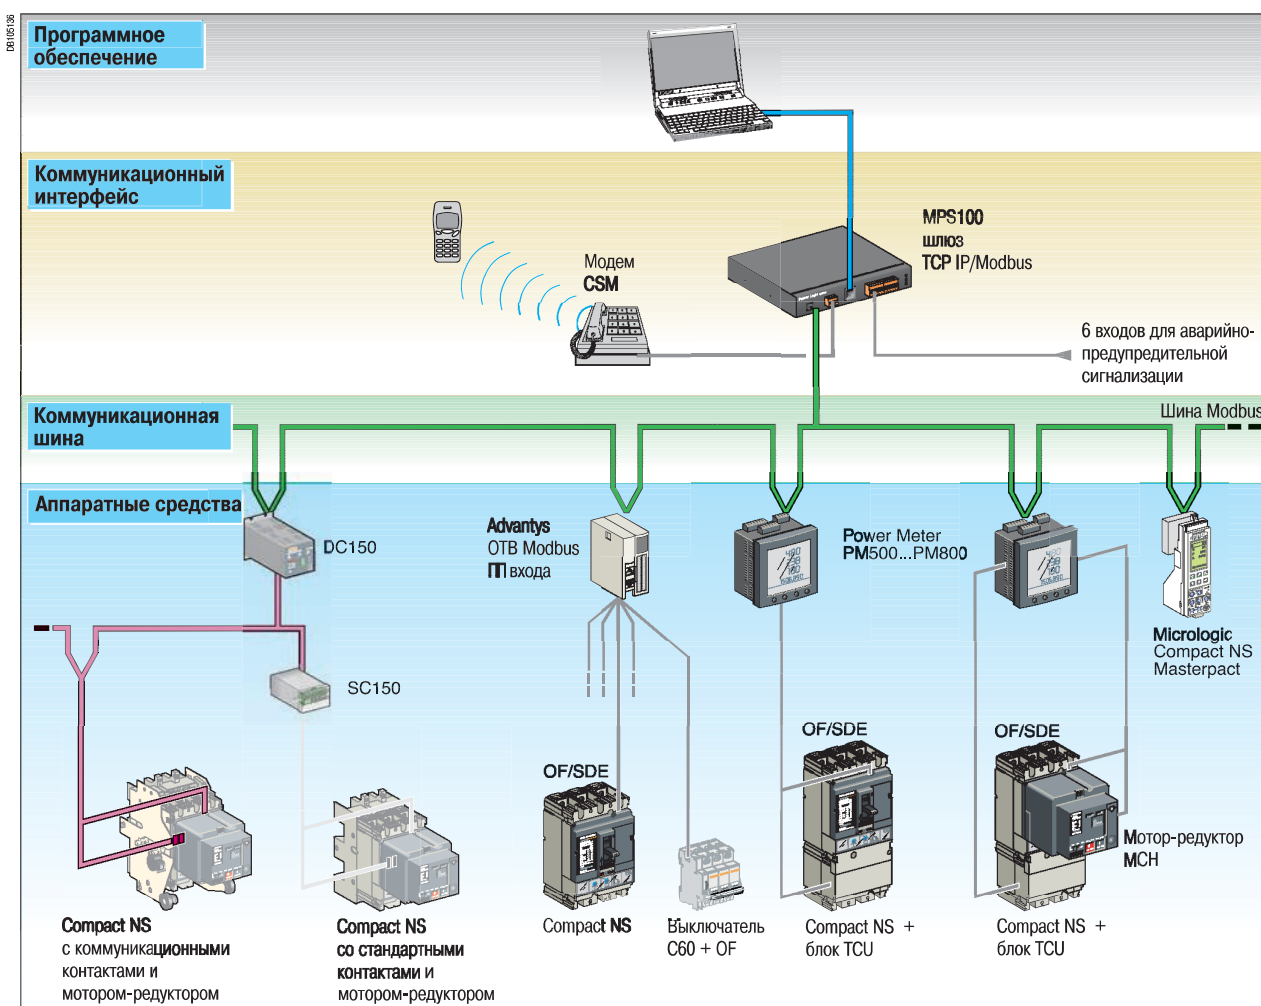 DB105136
Программное
обеспечение
Коммуникационный
интерфейс
MPS100
шлюз
TCP IP/Modbus
Модем
CSM
6 входов для аварийно-
предупредительной
сигнализации
Коммуникационная
шина
Шина Modbus
Аппаратные средства
DC150
Advantys
OTB Modbus
ПП входа
Power Meter
PM500...PM800
Micrologic
Compact NS
Masterpact
SC150
OF/SDE
OF/SDE
OF/SDE
Мотор-редуктор
MCH
Compact NS
с коммуникационными
контактами и
мотором-редуктором
Compact NS
со стандартными
контактами и
мотором-редуктором
Compact NS
Выключатель
C60 + OF
Compact NS +
блок TCU
Compact NS +
блок TCU